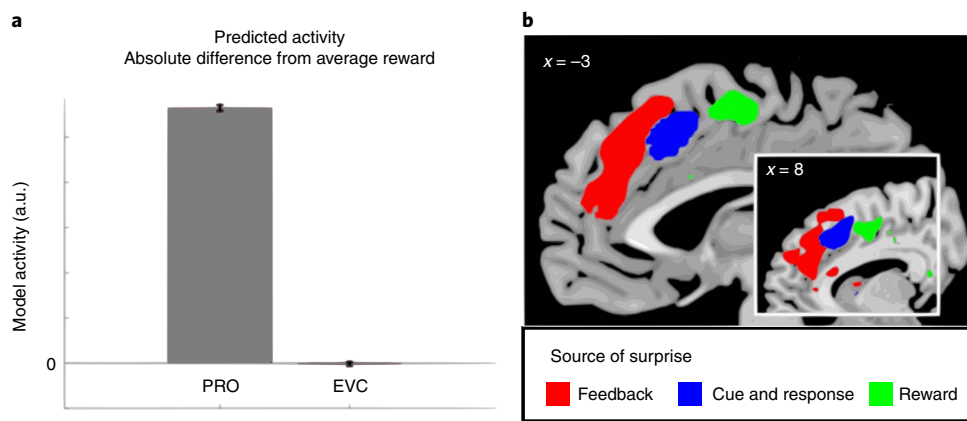 a
Predicted activity
Absolute difference from average reward
Model activity (a.u.)
0
PRO EVC
b
x = –3
x = 8
Source of surprise
Feedback Cue and response Reward